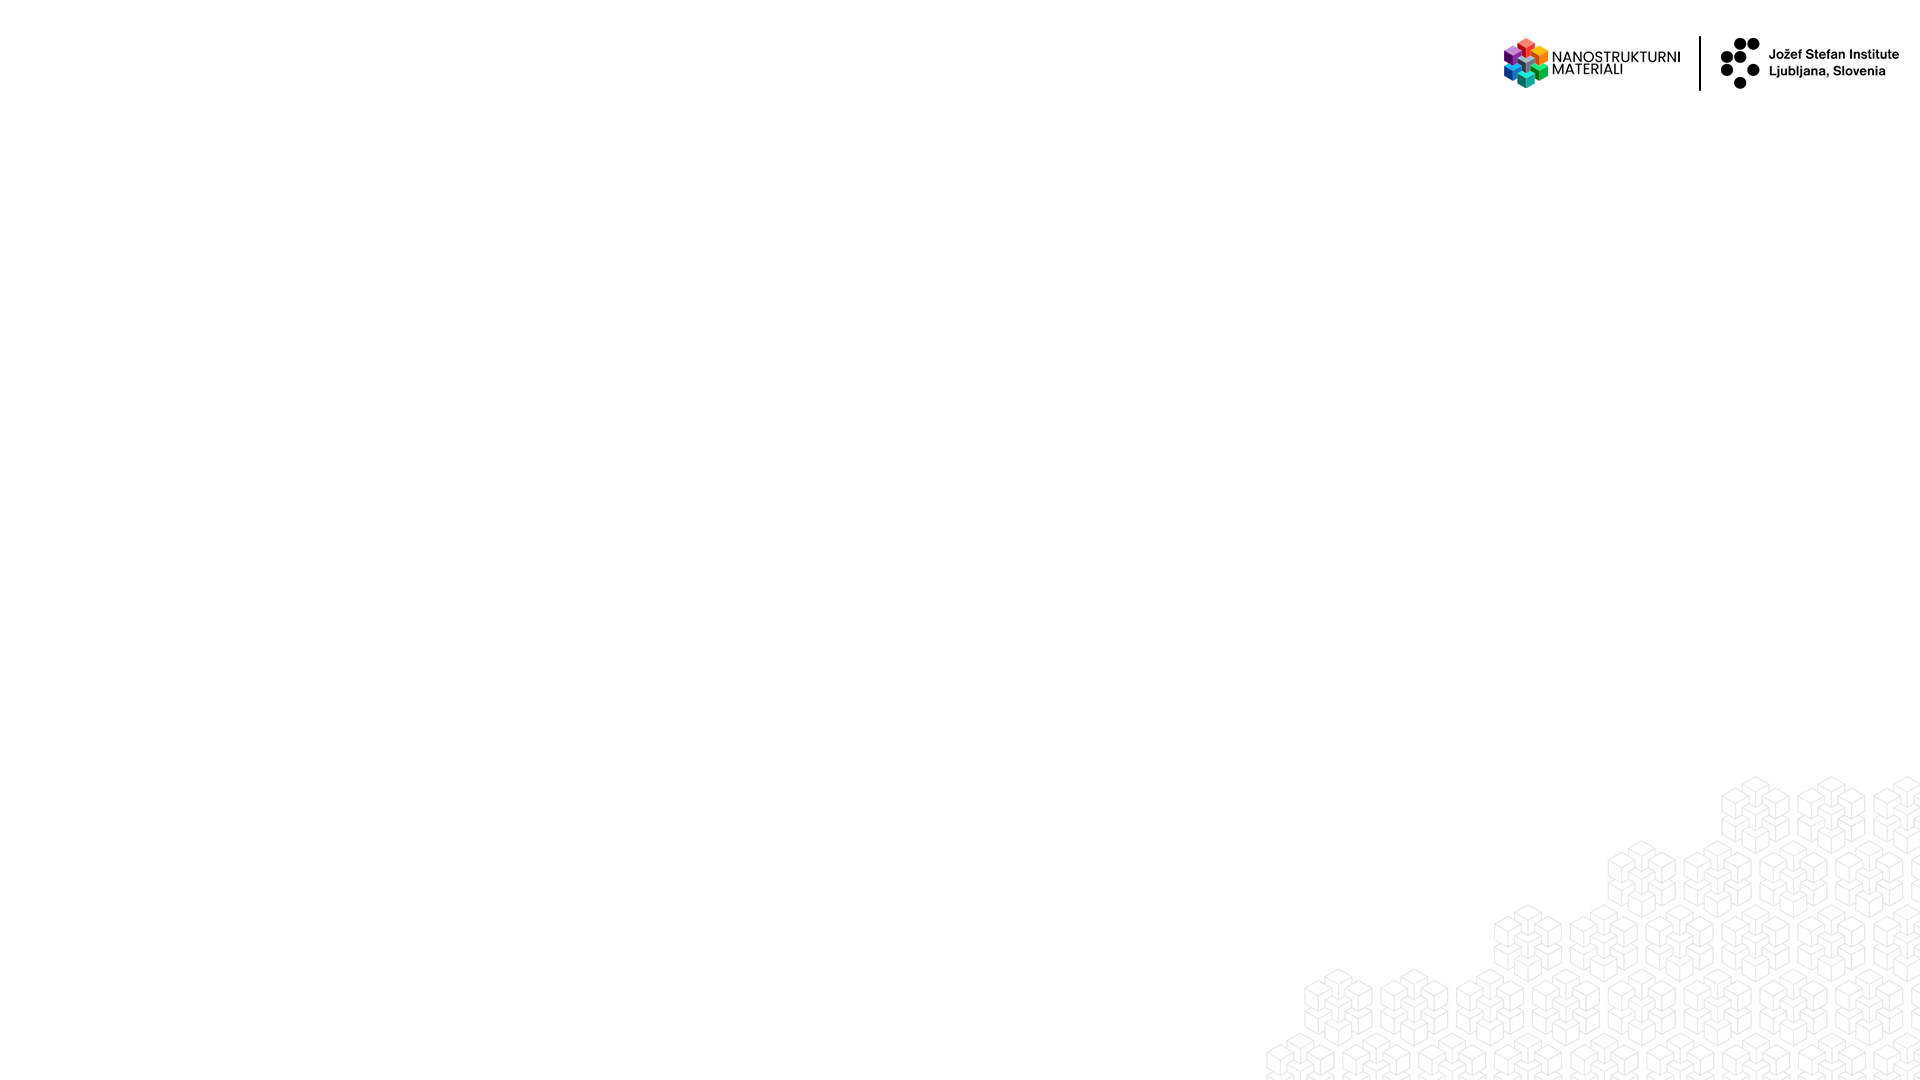 NANOSTRUKTURNI
MATERIALI
Jožef Stefan Institute
Ljubljana, Slovenia